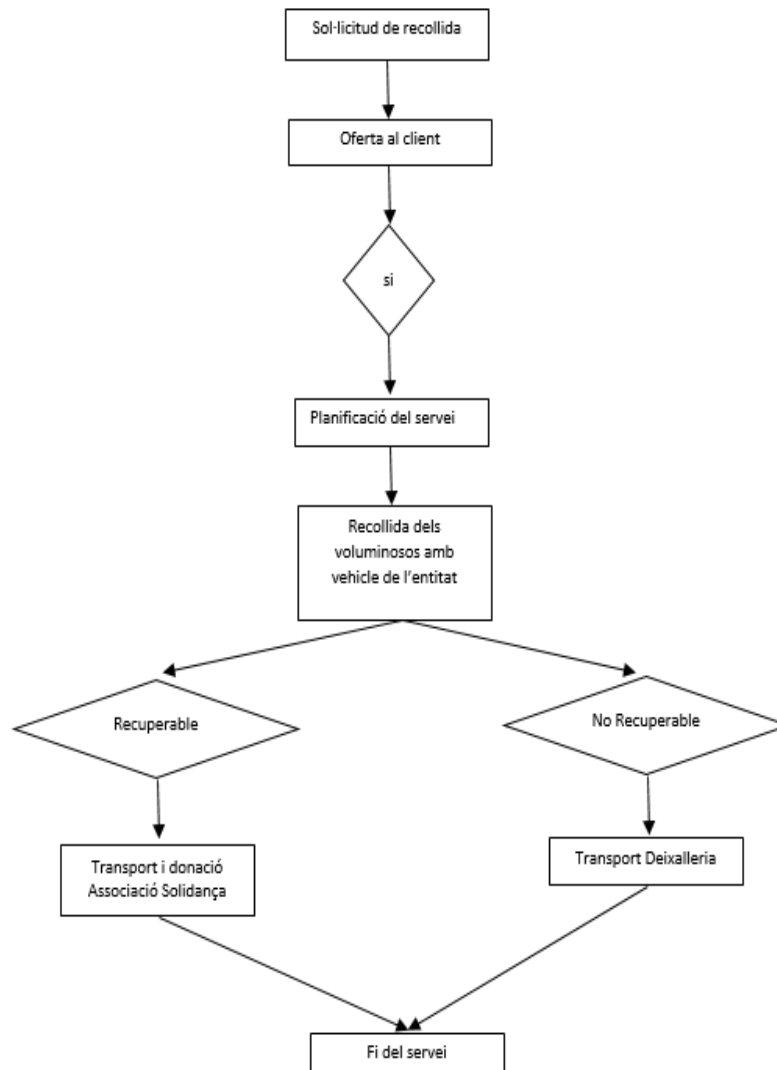 Sol·licitud de recollida
Oferta al client
si
Planificació del servei
Recollida dels
voluminosos amb
vehicle de l'entitat
Recuperable
No Recuperable
Transport i donació
Associació Solidança
Transport Deixalleria
Fi del servei